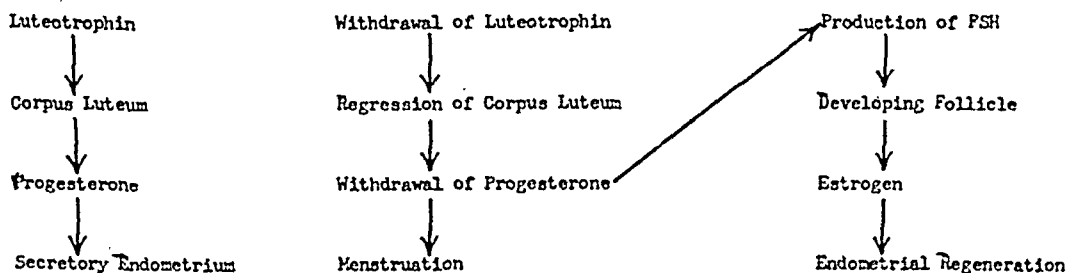 Luteotrophin Withdrawal of Luteotrophin Production of FSH
Corpus Luteum Regression of Corpus Luteum Developing Follicle
Progesterone Withdrawal of Progesterone Estrogen
Secretory Endometrium Menstruation Endometrial Regeneration